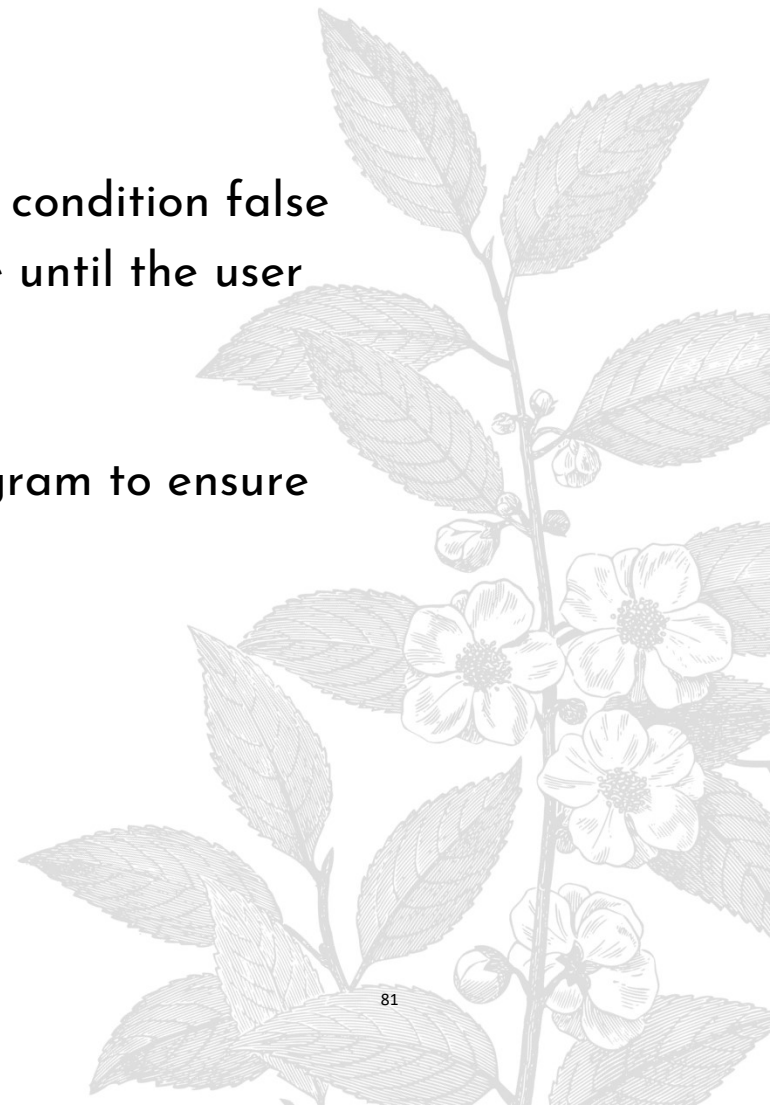 condition false
until the user
gram to ensure
81